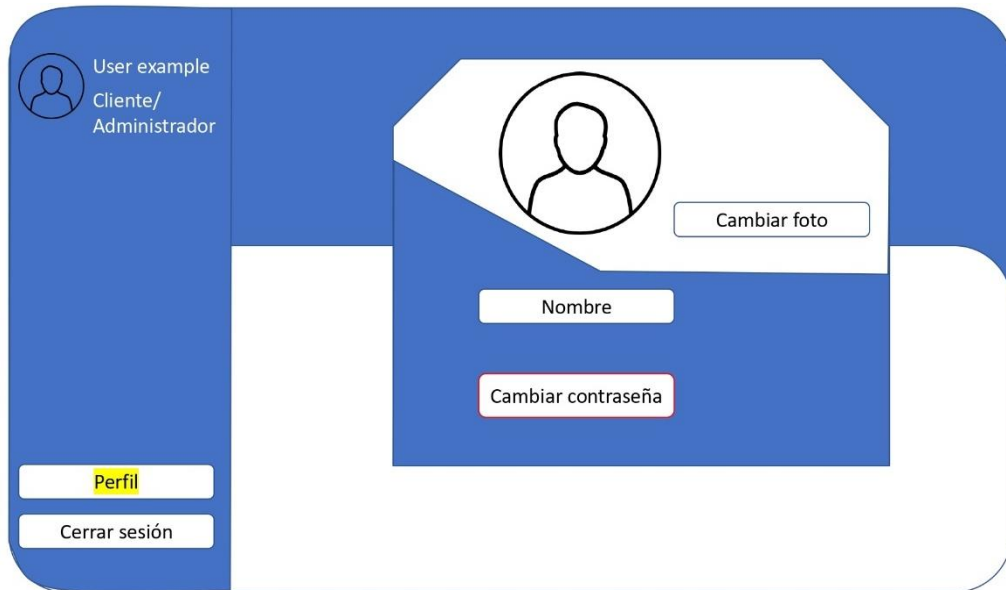 User example
Cliente/
Administrador
Cambiar foto
Nombre
Cambiar contraseña
Perfil
Cerrar sesión